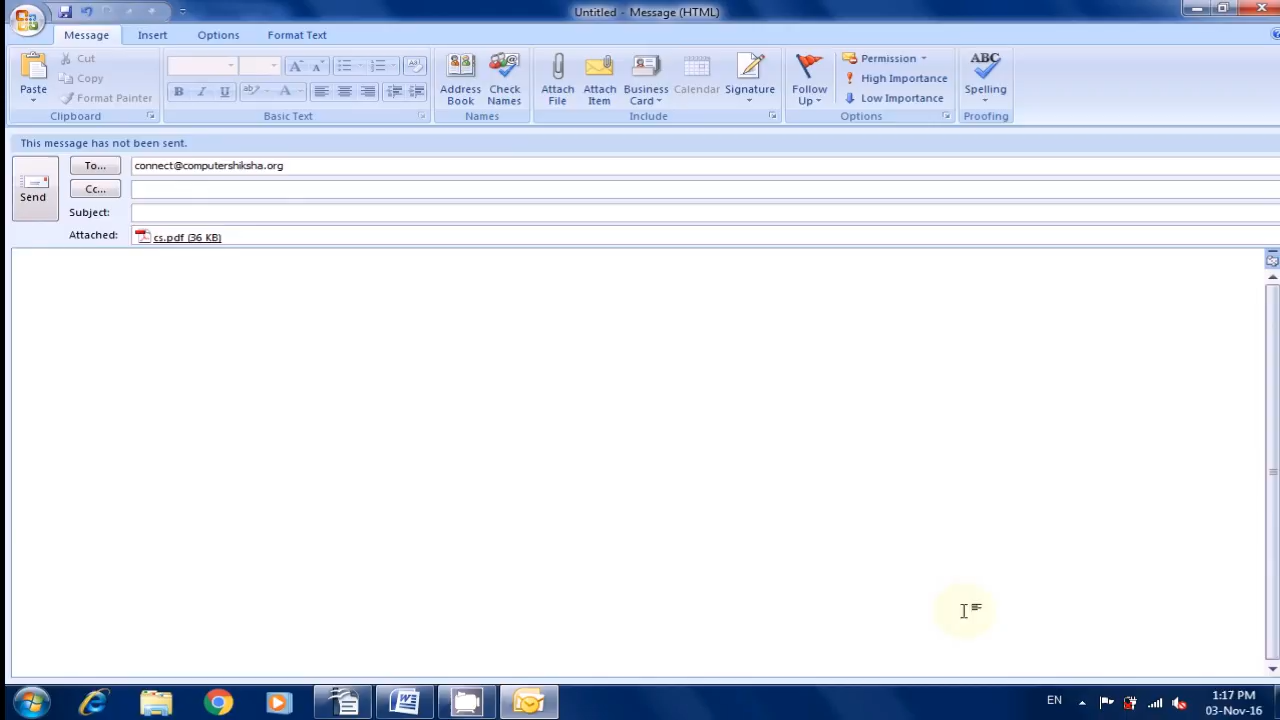 Untitled - Message (HTML)
Message Insert Options Format Text
Paste
Cut
Copy
Format Painter
Clipboard
Basic Text
Address Book
Check Names
Names
Attach File
Attach Item
Business Card
Calendar
Signature
Include
Follow Up
Permission
High Importance
Low Importance
Options
ABC
Spelling
Proofing
This message has not been sent.
Send
To... connect@computershiksha.org
Cc...
Subject:
Attached: cs.pdf (36 KB)
EN
1:17 PM
03-Nov-16